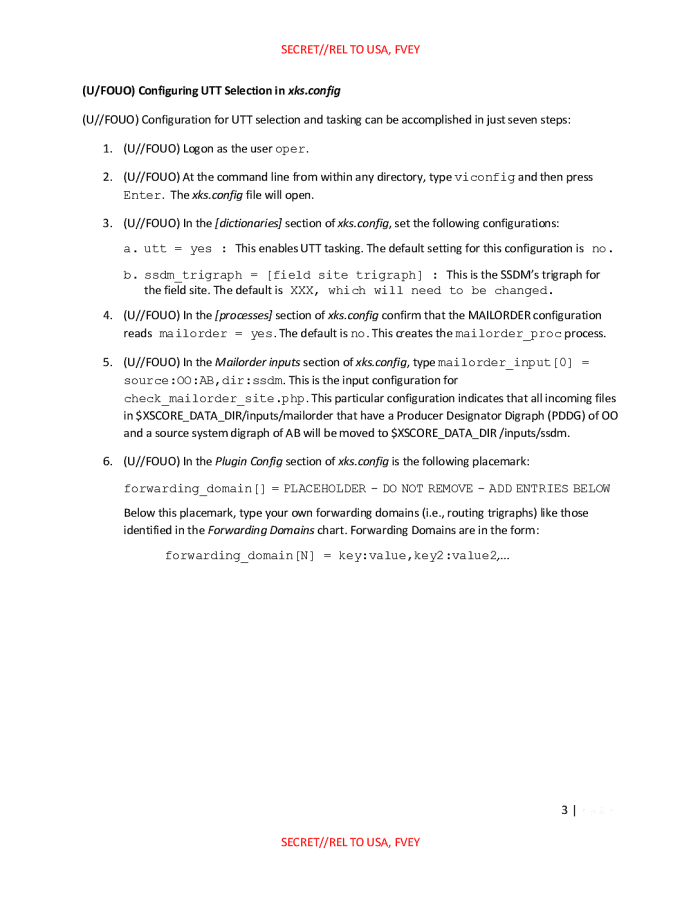 SECRET//REL TO USA, FVEY
(U/FOUO) Configuring UTT Selection in xks.config
(U//FOUO) Configuration for UTT selection and tasking can be accomplished in just seven steps:
1. (U//FOUO) Logon as the user oper.
2. (U//FOUO) At the command line from within any directory, type viconfig and then press
Enter. The xks.config file will open.
3. (U//FOUO) In the [dictionaries] section of xks.config, set the following configurations:
a. utt = yes : This enables UTT tasking. The default setting for this configuration is no.
b. ssdm_trigraph = [field site trigraph] : This is the SSDM's trigraph for
the field site. The default is XXX, which will need to be changed.
4. (U//FOUO) In the [processes] section of xks.config confirm that the MAILORDER configuration
reads mailorder = yes. The default is no. This creates the mailorder_proc process.
5. (U//FOUO) In the Mailorder inputs section of xks.config, type mailorder_input[0] =
source:OO:AB,dir:ssdm. This is the input configuration for
check_mailorder_site.php. This particular configuration indicates that all incoming files
in $XSCORE_DATA_DIR/inputs/mailorder that have a Producer Designator Digraph (PDDG) of OO
and a source system digraph of AB will be moved to $XSCORE_DATA_DIR /inputs/ssdm.
6. (U//FOUO) In the Plugin Config section of xks.config is the following placemark:
forwarding_domain[] = PLACEHOLDER – DO NOT REMOVE – ADD ENTRIES BELOW
Below this placemark, type your own forwarding domains (i.e., routing trigraphs) like those
identified in the Forwarding Domains chart. Forwarding Domains are in the form:
forwarding_domain[N] = key:value,key2:value2,...
3 |
SECRET//REL TO USA, FVEY